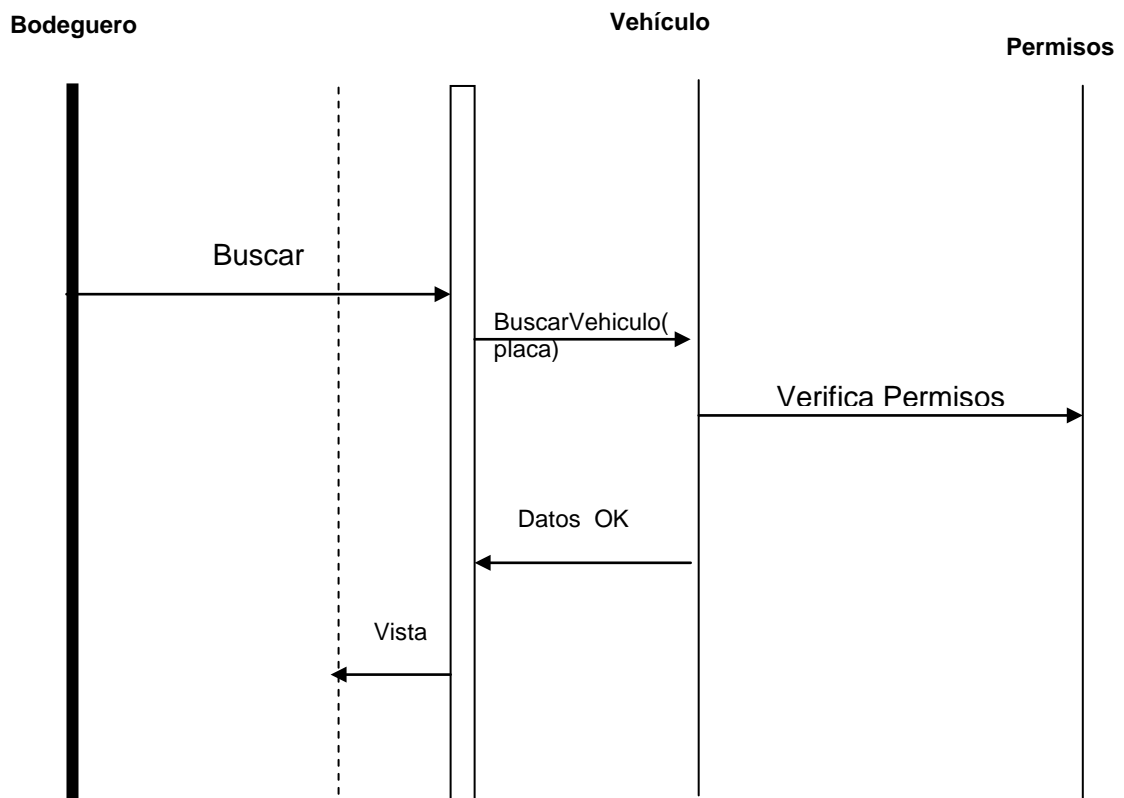 Bodeguero
Vehículo
Permisos
Buscar
BuscarVehiculo(
placa)
Verifica Permisos
Datos OK
Vista